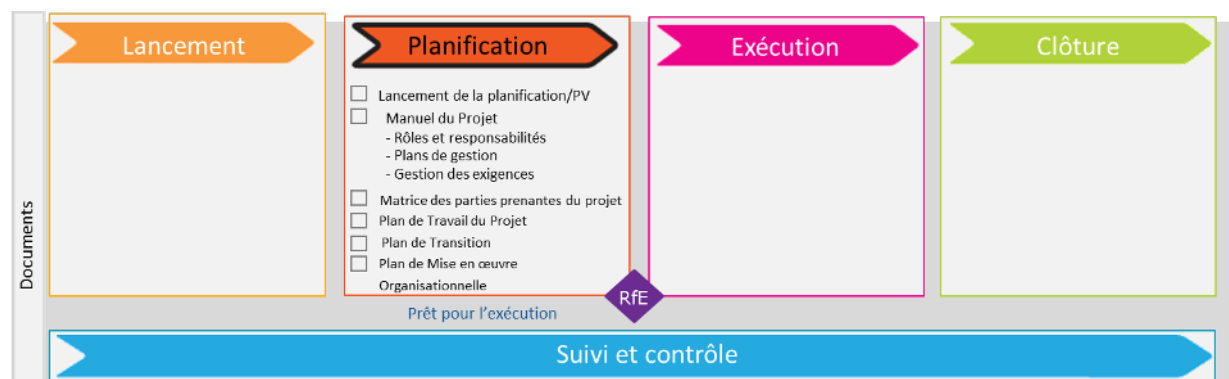 Lancement
Planification
Exécution
Clôture
Documents
Lancement de la planification/PV
Manuel du Projet
- Rôles et responsabilités
- Plans de gestion
- Gestion des exigences
Matrice des parties prenantes du projet
Plan de Travail du Projet
Plan de Transition
Plan de Mise en œuvre
Organisationnelle
RfE
Prêt pour l'exécution
Suivi et contrôle